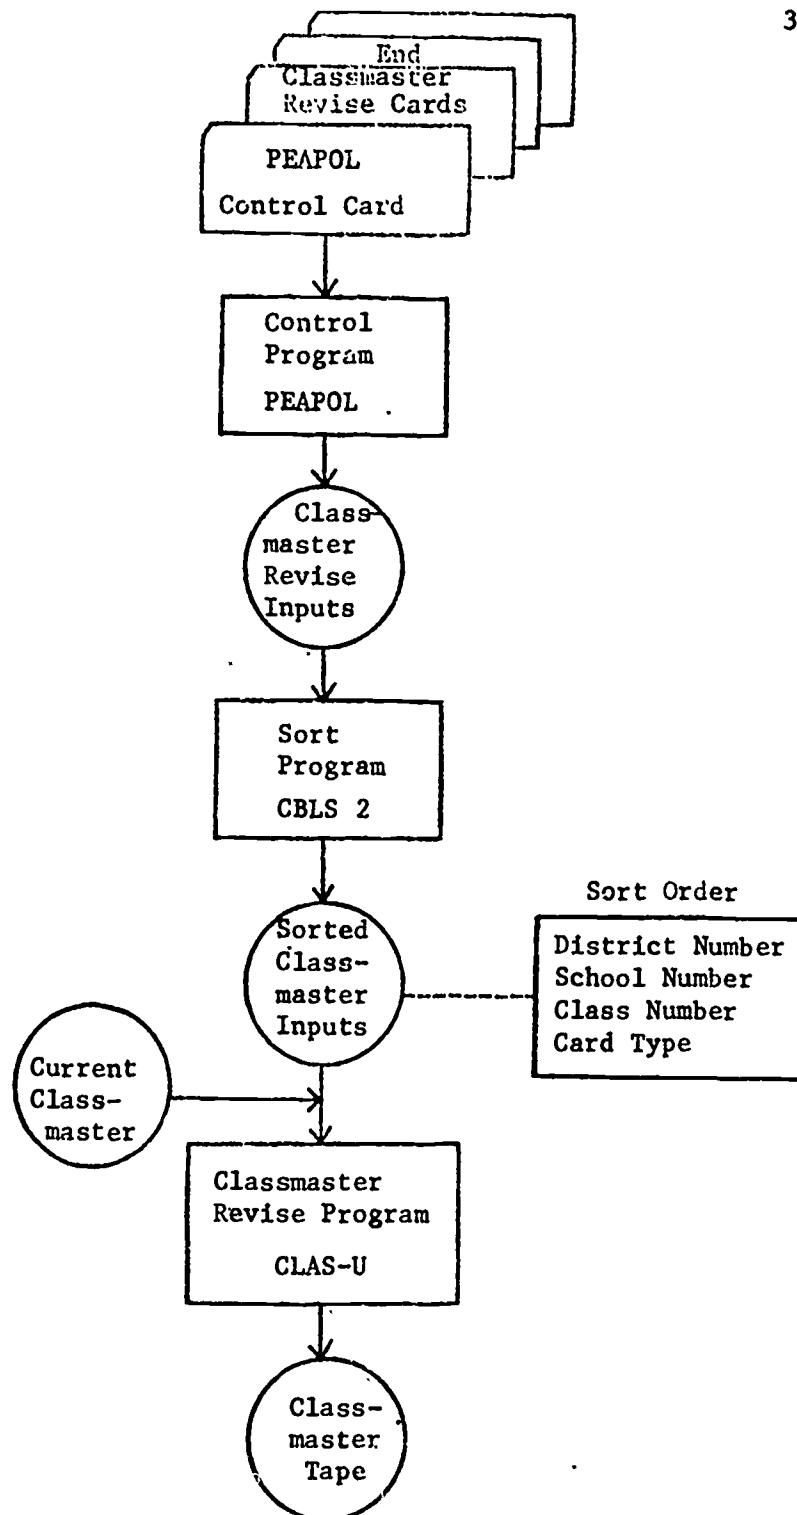 3
End
Classmaster
Revise Cards
PEAPOL
Control Card
Control
Program
PEAPOL
Class-
master
Revise
Inputs
Sort
Program
CBLS 2
Sort Order
Sorted
Class-
master
Inputs
District Number
School Number
Class Number
Card Type
Current
Class-
master
Classmaster
Revise Program
CLAS-U
Class-
master
Tape